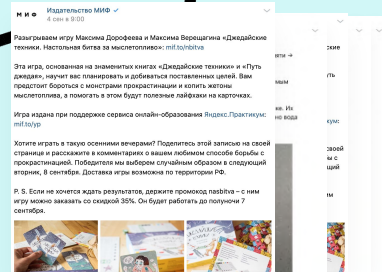 миф
Издательство МИФ
4 сен в 9:00
Разыгрываем игру Максима Дорофеева и Максима Верещагина «Джедайские
техники. Настольная битва за мыслетопливо»: mif.to/nbitva
Эта игра, основанная на знаменитых книгах «Джедайские техники» и «Путь
джедая», научит вас планировать и добиваться поставленных целей. Вам
предстоит бороться с монстрами прокрастинации и копить жетоны
мыслетоплива, а помогать в этом будут полезные лайфхаки на карточках.
Игра издана при поддержке сервиса онлайн-образования Яндекс.Практикум:
mif.to/yp
Хотите играть в такую осенними вечерами? Поделитесь этой записью на своей
странице и расскажите в комментариях о вашем любимом способе борьбы с
прокрастинацией. Победителя мы выберем случайным образом в следующий
вторник, 8 сентября. Доставка игры возможна по территории РФ.
P. S. Если не хочется ждать результатов, держите промокод nasbitva – с ним
игру можно заказать со скидкой 35%. Он будет работать до полуночи 7
сентября.